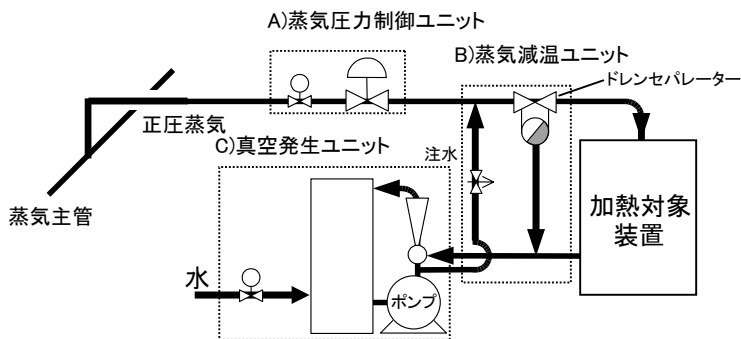 A)蒸気圧力制御ユニット
B)蒸気減温ユニット
ドレンセパレーター
正圧蒸気
C)真空発生ユニット
注水
蒸気主管
加熱対象
装置
水
ポンプ